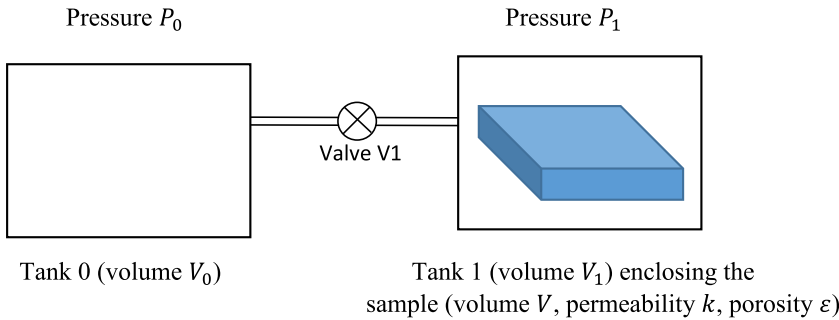 Pressure P₀
Pressure P₁
Valve V1
Tank 0 (volume V₀)
Tank 1 (volume V₁) enclosing the
sample (volume V, permeability k, porosity ε)